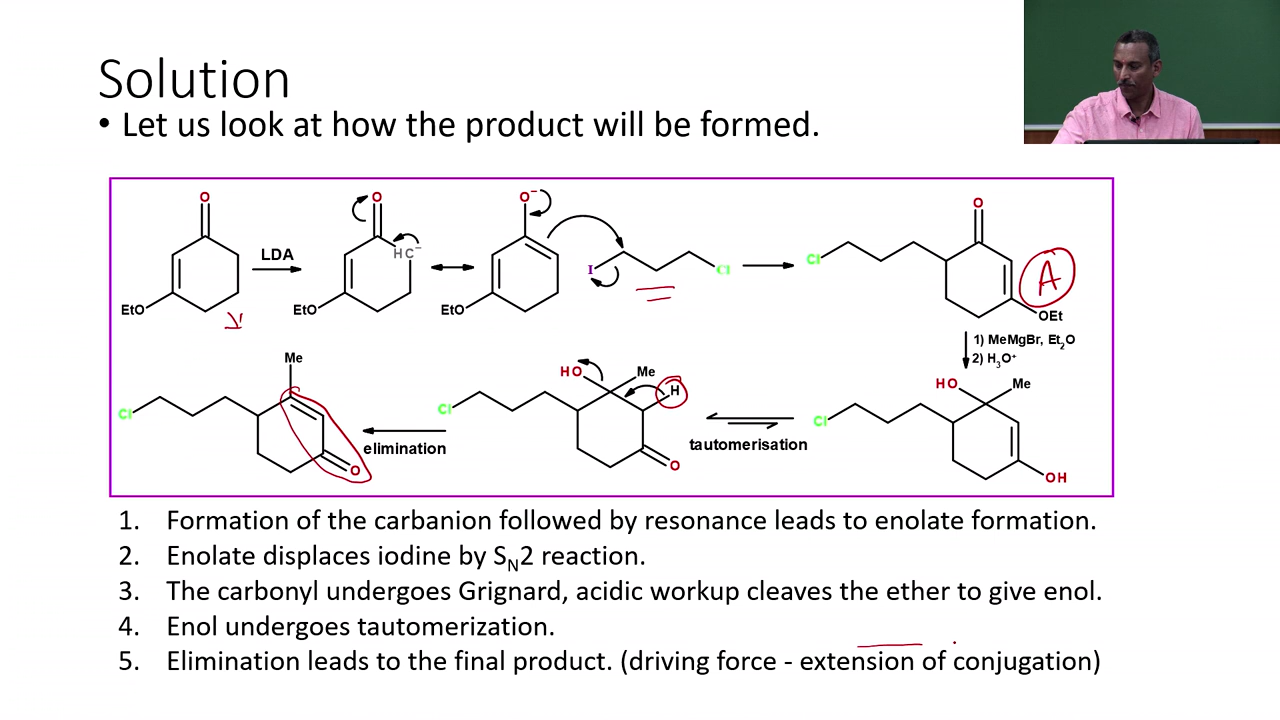 Solution
• Let us look at how the product will be formed.
O
EtO
LDA
O
HC⁻
EtO
O⁻
EtO
I
Cl
Cl
O
OEt
A
1) MeMgBr, Et₂O
2) H₃O⁺
HO
Me
Cl
OH
tautomerisation
HO
Me
H
Cl
O
elimination
Me
Cl
O
1. Formation of the carbanion followed by resonance leads to enolate formation.
2. Enolate displaces iodine by S_N2 reaction.
3. The carbonyl undergoes Grignard, acidic workup cleaves the ether to give enol.
4. Enol undergoes tautomerization.
5. Elimination leads to the final product. (driving force - extension of conjugation)